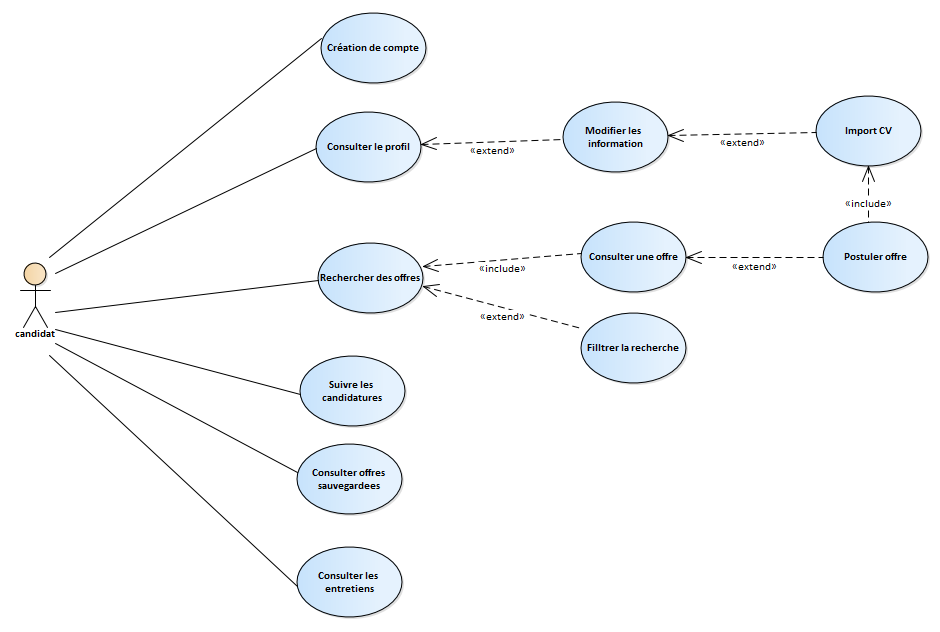 Création de compte
Consulter le profil
«extend»
Modifier les
information
«extend»
Import CV
«include»
Rechercher des offres
«include»
Consulter une offre
«extend»
Postuler offre
«extend»
Filltrer la recherche
candidat
Suivre les
candidatures
Consulter offres
sauvegardees
Consulter les
entretiens